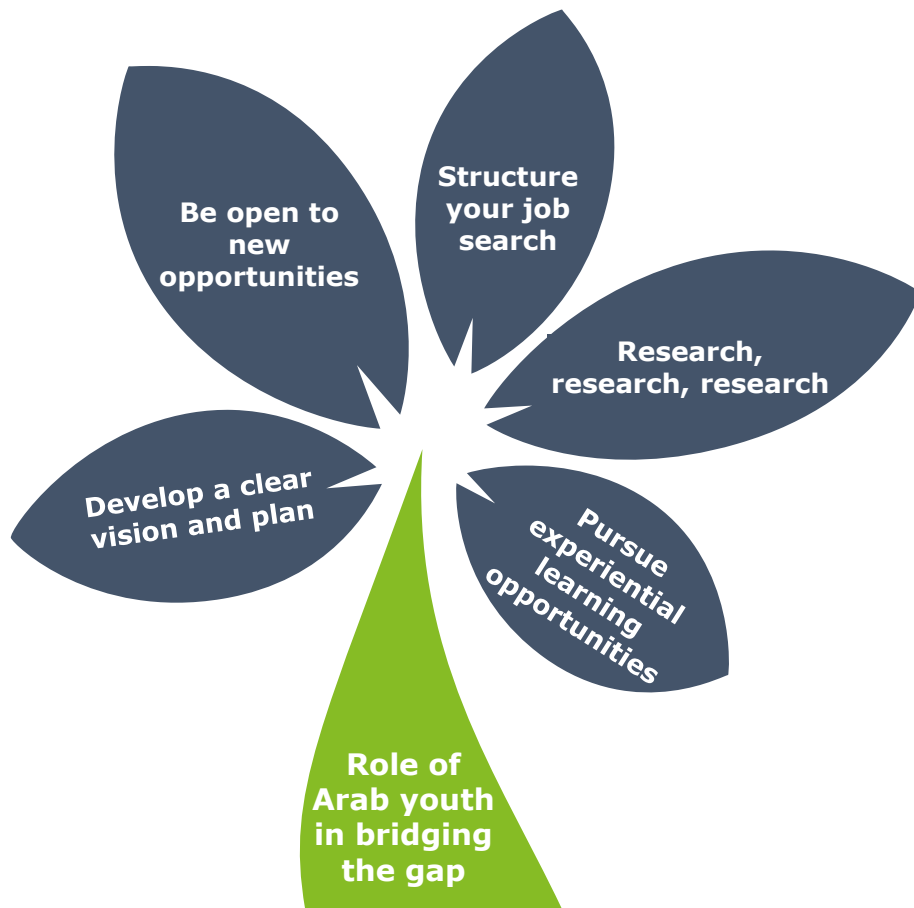 Structure
your job
search
Be open to
new
opportunities
Research,
research, research
Develop a clear
vision and plan
Pursue
experiential
learning
opportunities
Role of
Arab youth
in bridging
the gap